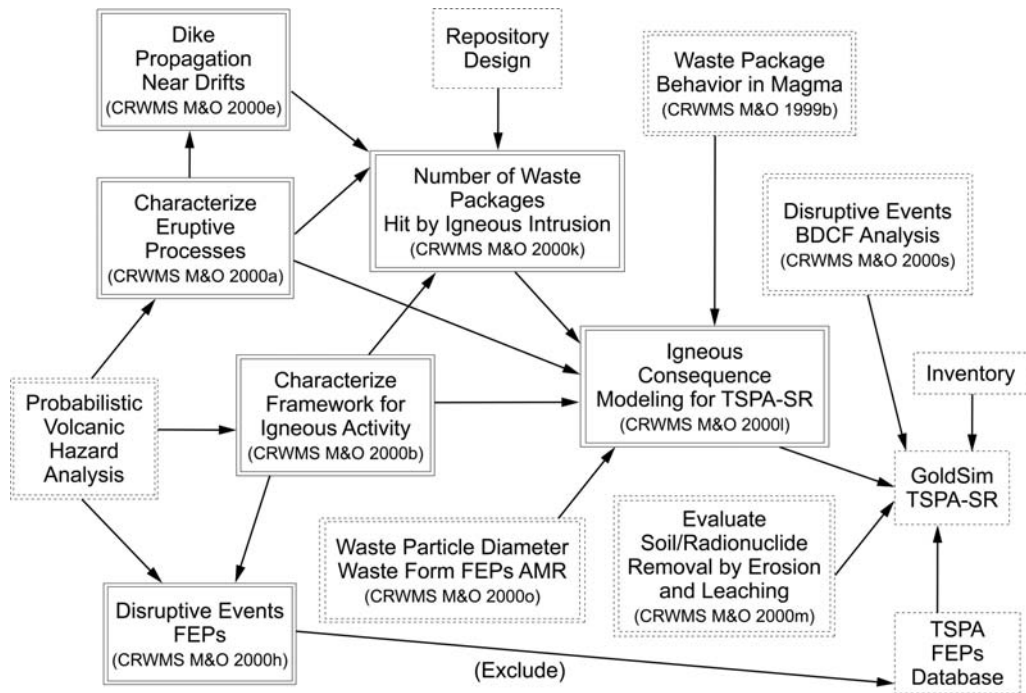 Dike
Propagation
Near Drifts
(CRWMS M&O 2000e)
Repository
Design
Waste Package
Behavior in Magma
(CRWMS M&O 1999b)
Characterize
Eruptive
Processes
(CRWMS M&O 2000a)
Number of Waste
Packages
Hit by Igneous Intrusion
(CRWMS M&O 2000k)
Disruptive Events
BDCF Analysis
(CRWMS M&O 2000s)
Probabilistic
Volcanic
Hazard
Analysis
Characterize
Framework for
Igneous Activity
(CRWMS M&O 2000b)
Igneous
Consequence
Modeling for TSPA-SR
(CRWMS M&O 2000l)
Inventory
GoldSim
TSPA-SR
Waste Particle Diameter
Waste Form FEPs AMR
(CRWMS M&O 2000o)
Evaluate
Soil/Radionuclide
Removal by Erosion
and Leaching
(CRWMS M&O 2000m)
Disruptive Events
FEPs
(CRWMS M&O 2000h)
(Exclude)
TSPA
FEPs
Database